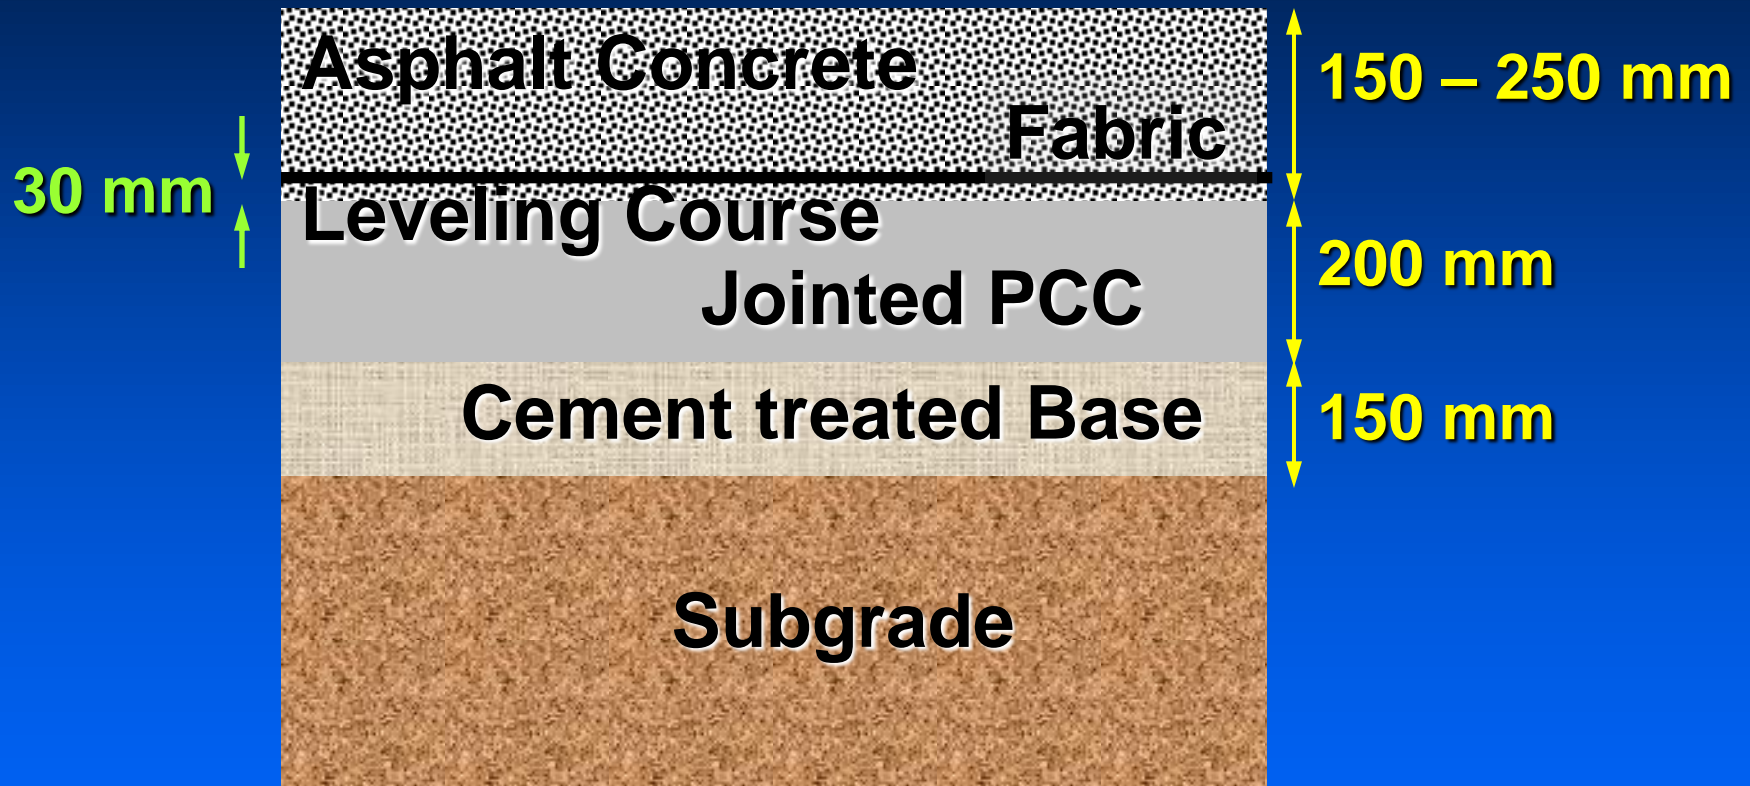 Asphalt Concrete
150 – 250 mm
Fabric
30 mm
Leveling Course
200 mm
Jointed PCC
Cement treated Base
150 mm
Subgrade